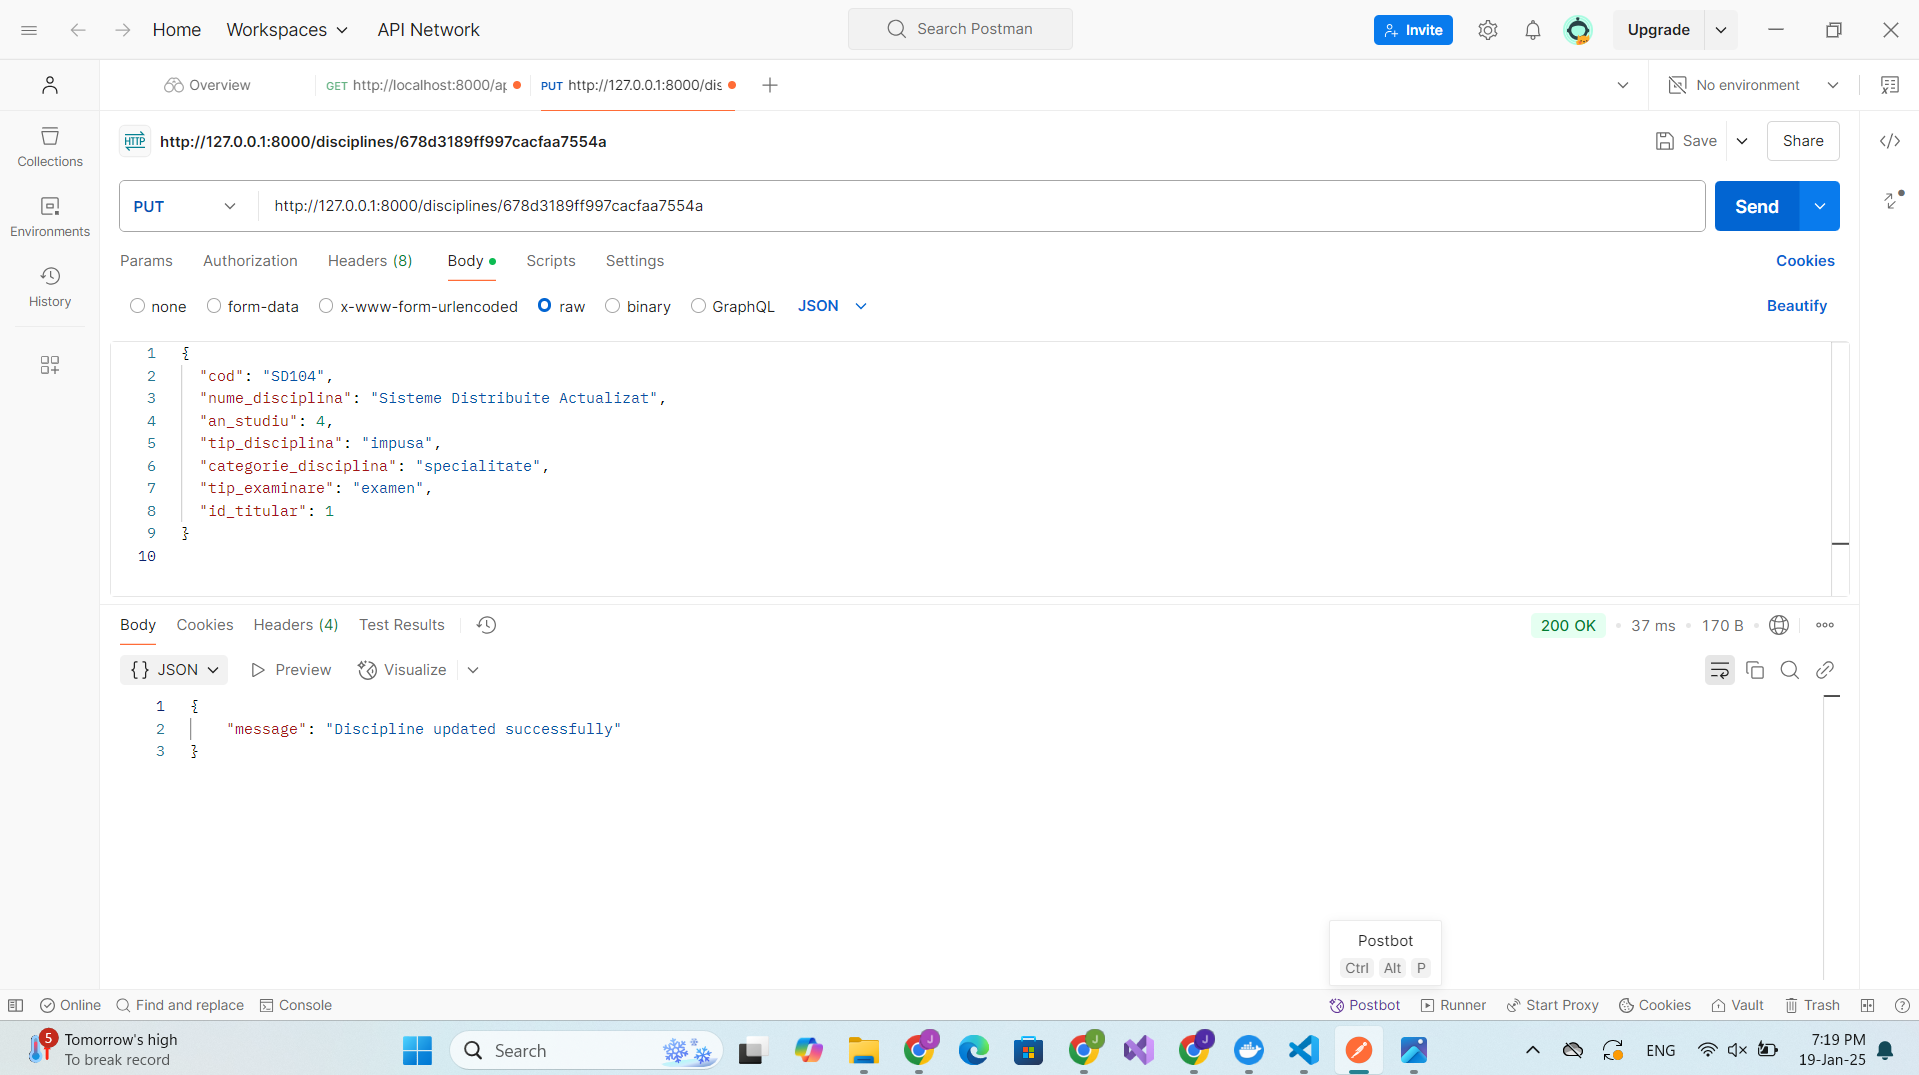 Home Workspaces API Network Search Postman Invite Upgrade
Overview GET http://localhost:8000/ap PUT http://127.0.0.1:8000/dis No environment
HTTP http://127.0.0.1:8000/disciplines/678d3189ff997cacfaa7554a Save Share
Collections
PUT http://127.0.0.1:8000/disciplines/678d3189ff997cacfaa7554a Send
Environments
Params Authorization Headers (8) Body Scripts Settings Cookies
History
none form-data x-www-form-urlencoded raw binary GraphQL JSON Beautify
1 {
2 "cod": "SD104",
3 "nume_disciplina": "Sisteme Distribuite Actualizat",
4 "an_studiu": 4,
5 "tip_disciplina": "impusa",
6 "categorie_disciplina": "specialitate",
7 "tip_examinare": "examen",
8 "id_titular": 1
9 }
10
Body Cookies Headers (4) Test Results 200 OK 37 ms 170 B
{} JSON Preview Visualize
1 {
2 "message": "Discipline updated successfully"
3 }
Postbot
Ctrl Alt P
Online Find and replace Console Postbot Runner Start Proxy Cookies Vault Trash
5 Tomorrow's high
To break record
Search
J J J
ENG
7:19 PM
19-Jan-25